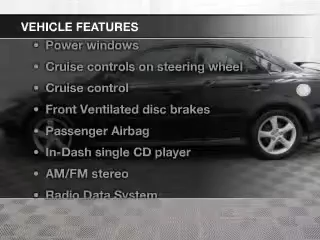 VEHICLE FEATURES
• Power windows
• Cruise controls on steering wheel
• Cruise control
• Front Ventilated disc brakes
• Passenger Airbag
• In-Dash single CD player
• AM/FM stereo
• Radio Data System